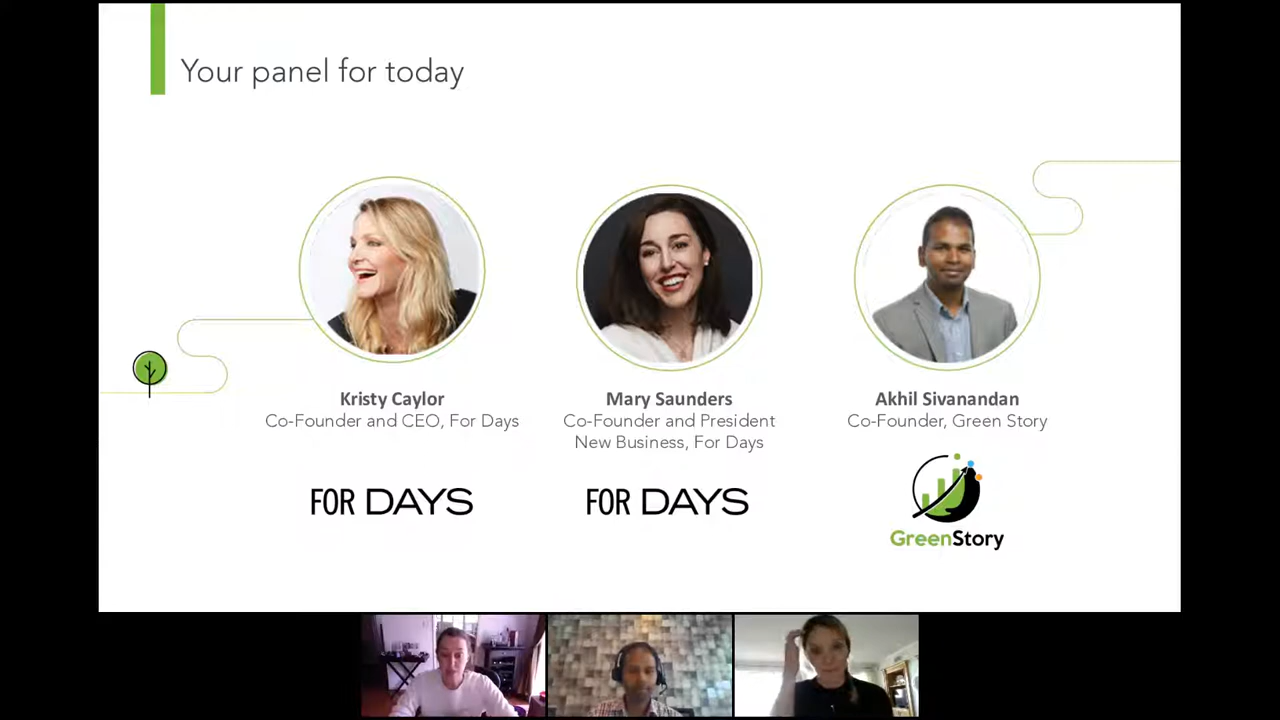 Your panel for today
Kristy Caylor
Co-Founder and CEO, For Days
FOR DAYS
Mary Saunders
Co-Founder and President
New Business, For Days
FOR DAYS
Akhil Sivanandan
Co-Founder, Green Story
GreenStory